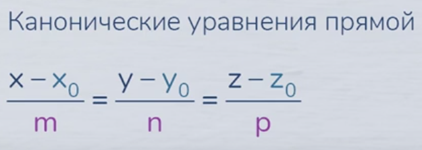 Канонические уравнения прямой
x − x₀ / m = y − y₀ / n = z − z₀ / p